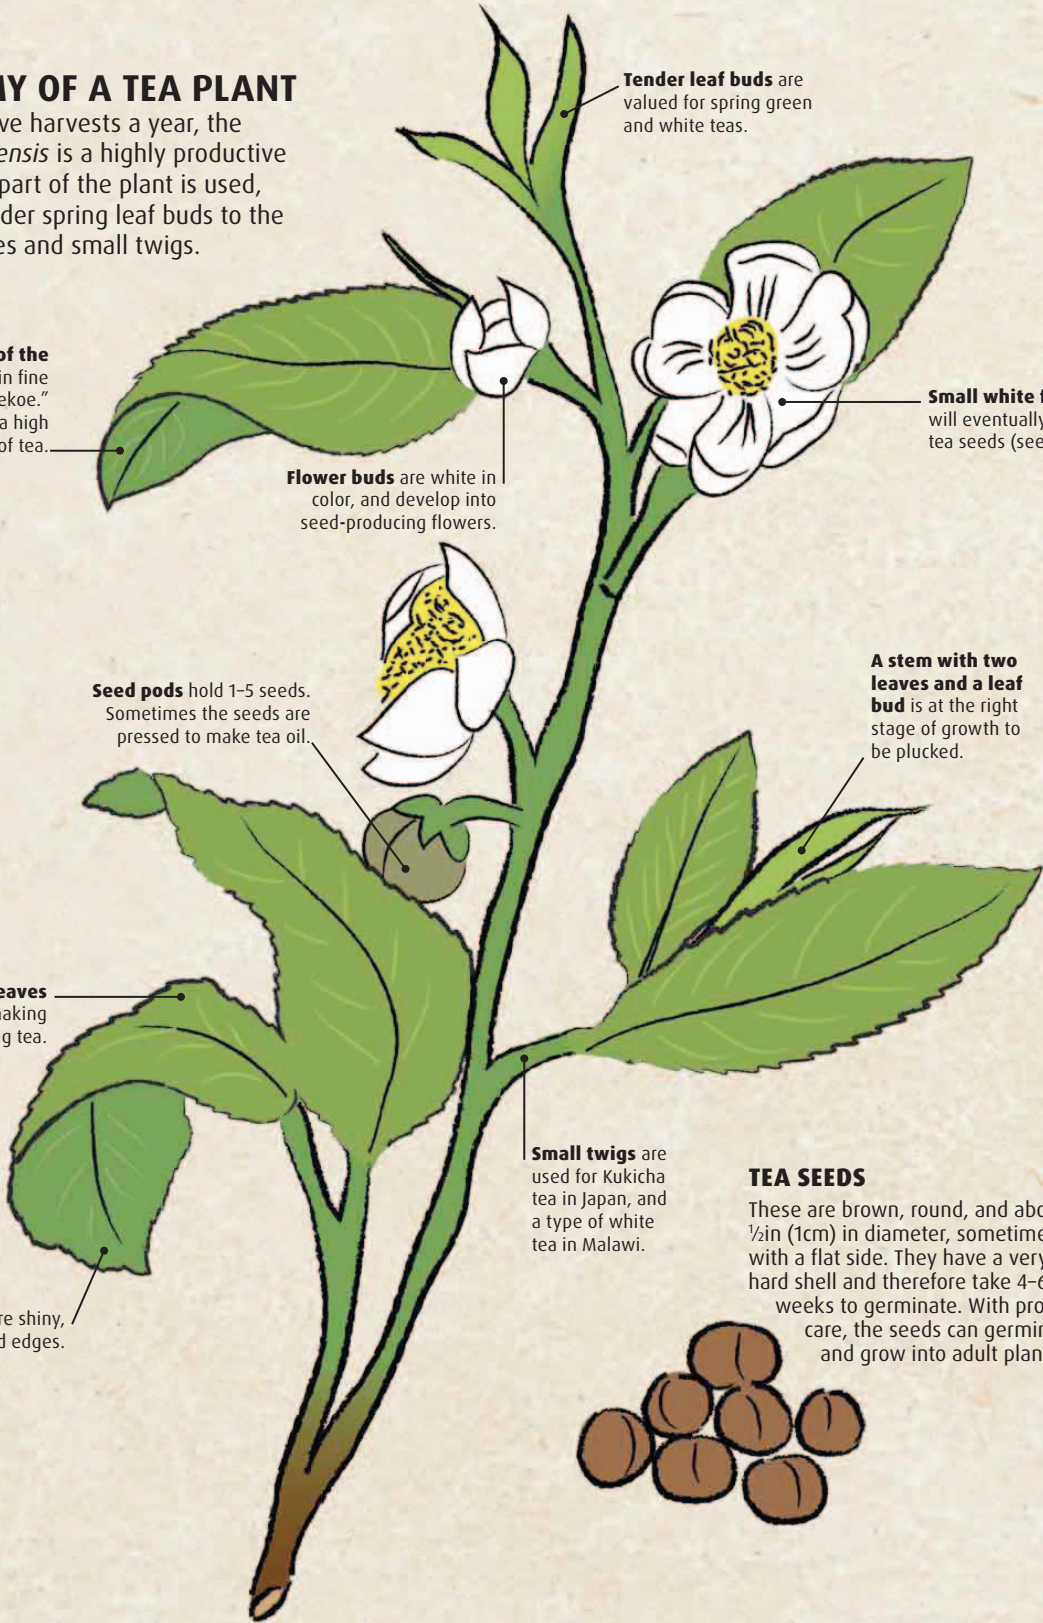 MY OF A TEA PLANT
ve harvests a year, the
ensis is a highly productive
part of the plant is used,
der spring leaf buds to the
es and small twigs.
Tender leaf buds are
valued for spring green
and white teas.
of the
in fine
ekoe."
a high
of tea.
Flower buds are white in
color, and develop into
seed-producing flowers.
Small white f
will eventually
tea seeds (see
Seed pods hold 1–5 seeds.
Sometimes the seeds are
pressed to make tea oil.
A stem with two
leaves and a leaf
bud is at the right
stage of growth to
be plucked.
eaves
making
g tea.
Small twigs are
used for Kukicha
tea in Japan, and
a type of white
tea in Malawi.
re shiny,
d edges.
TEA SEEDS
These are brown, round, and abo
½in (1cm) in diameter, sometime
with a flat side. They have a very
hard shell and therefore take 4–6
weeks to germinate. With pro
care, the seeds can germin
and grow into adult plan